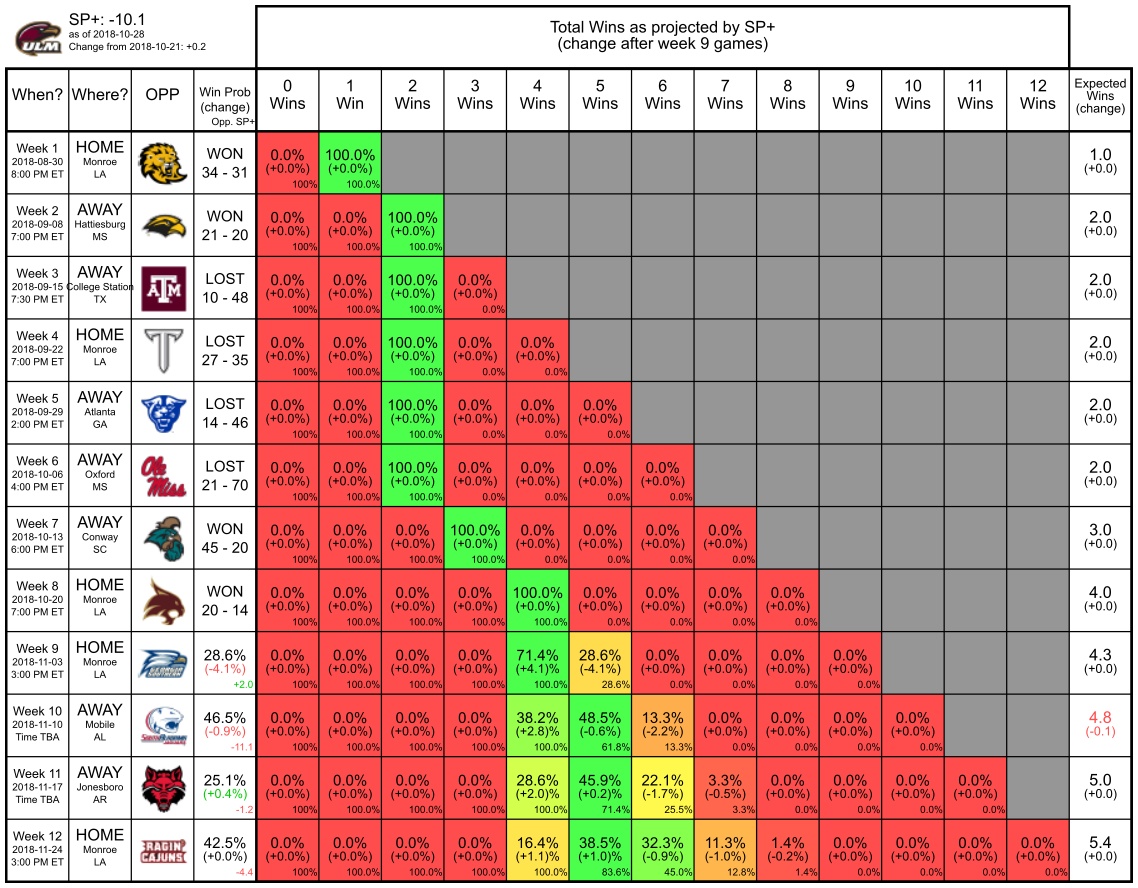 ULM
SP+: -10.1
as of 2018-10-28
Change from 2018-10-21: +0.2
Total Wins as projected by SP+
(change after week 9 games)
When? Where? OPP Win Prob (change) Opp. SP+ 0 Wins 1 Win 2 Wins 3 Wins 4 Wins 5 Wins 6 Wins 7 Wins 8 Wins 9 Wins 10 Wins 11 Wins 12 Wins Expected Wins (change)
Week 1 HOME WON 0.0% 100.0% 1.0
2018-08-30 Monroe 34 - 31 (+0.0%) (+0.0%) (+0.0)
8:00 PM ET LA 100% 100.0%
Week 2 AWAY WON 0.0% 0.0% 100.0% 2.0
2018-09-08 Hattiesburg 21 - 20 (+0.0%) (+0.0%) (+0.0%) (+0.0)
7:00 PM ET MS 100% 100.0% 100.0%
Week 3 AWAY LOST 0.0% 0.0% 100.0% 0.0% 2.0
2018-09-15 College Station ATM 10 - 48 (+0.0%) (+0.0%) (+0.0%) (+0.0%) (+0.0)
7:30 PM ET TX 100% 100.0% 100.0% 0.0%
Week 4 HOME T LOST 0.0% 0.0% 100.0% 0.0% 0.0% 2.0
2018-09-22 Monroe 27 - 35 (+0.0%) (+0.0%) (+0.0%) (+0.0%) (+0.0%) (+0.0)
7:00 PM ET LA 100% 100.0% 100.0% 0.0% 0.0%
Week 5 AWAY LOST 0.0% 0.0% 100.0% 0.0% 0.0% 0.0% 2.0
2018-09-29 Atlanta 14 - 46 (+0.0%) (+0.0%) (+0.0%) (+0.0%) (+0.0%) (+0.0%) (+0.0)
2:00 PM ET GA 100% 100.0% 100.0% 0.0% 0.0% 0.0%
Week 6 AWAY Ole Miss LOST 0.0% 0.0% 100.0% 0.0% 0.0% 0.0% 0.0% 2.0
2018-10-06 Oxford 21 - 70 (+0.0%) (+0.0%) (+0.0%) (+0.0%) (+0.0%) (+0.0%) (+0.0%) (+0.0)
4:00 PM ET MS 100% 100.0% 100.0% 0.0% 0.0% 0.0% 0.0%
Week 7 AWAY WON 0.0% 0.0% 0.0% 100.0% 0.0% 0.0% 0.0% 0.0% 3.0
2018-10-13 Conway 45 - 20 (+0.0%) (+0.0%) (+0.0%) (+0.0%) (+0.0%) (+0.0%) (+0.0%) (+0.0%) (+0.0)
6:00 PM ET SC 100% 100.0% 100.0% 100.0% 0.0% 0.0% 0.0% 0.0%
Week 8 HOME WON 0.0% 0.0% 0.0% 0.0% 100.0% 0.0% 0.0% 0.0% 0.0% 4.0
2018-10-20 Monroe 20 - 14 (+0.0%) (+0.0%) (+0.0%) (+0.0%) (+0.0%) (+0.0%) (+0.0%) (+0.0%) (+0.0%) (+0.0)
7:00 PM ET LA 100% 100.0% 100.0% 100.0% 100.0% 0.0% 0.0% 0.0% 0.0%
Week 9 HOME 28.6% 0.0% 0.0% 0.0% 0.0% 71.4% 28.6% 0.0% 0.0% 0.0% 0.0% 4.3
2018-11-03 Monroe (-4.1%) (+0.0%) (+0.0%) (+0.0%) (+0.0%) (+4.1)% (-4.1%) (+0.0%) (+0.0%) (+0.0%) (+0.0%) (+0.0)
3:00 PM ET LA +2.0 100% 100.0% 100.0% 100.0% 100.0% 28.6% 0.0% 0.0% 0.0% 0.0%
Week 10 AWAY 46.5% 0.0% 0.0% 0.0% 0.0% 38.2% 48.5% 13.3% 0.0% 0.0% 0.0% 0.0% 4.8
2018-11-10 Mobile (-0.9%) (+0.0%) (+0.0%) (+0.0%) (+0.0%) (+2.8)% (-0.6%) (-2.2%) (+0.0%) (+0.0%) (+0.0%) (+0.0%) (-0.1)
Time TBA AL -11.1 100% 100.0% 100.0% 100.0% 100.0% 61.8% 13.3% 0.0% 0.0% 0.0% 0.0%
Week 11 AWAY 25.1% 0.0% 0.0% 0.0% 0.0% 28.6% 45.9% 22.1% 3.3% 0.0% 0.0% 0.0% 0.0% 5.0
2018-11-17 Jonesboro (+0.4%) (+0.0%) (+0.0%) (+0.0%) (+0.0%) (+2.0)% (+0.2)% (-1.7%) (-0.5%) (+0.0%) (+0.0%) (+0.0%) (+0.0%) (+0.0)
Time TBA AR -1.2 100% 100.0% 100.0% 100.0% 100.0% 71.4% 25.5% 3.3% 0.0% 0.0% 0.0% 0.0%
Week 12 HOME RAGIN' CAJUNS 42.5% 0.0% 0.0% 0.0% 0.0% 16.4% 38.5% 32.3% 11.3% 1.4% 0.0% 0.0% 0.0% 0.0% 5.4
2018-11-24 Monroe (+0.0%) (+0.0%) (+0.0%) (+0.0%) (+0.0%) (+1.1)% (+1.0)% (-0.9%) (-1.0%) (-0.2%) (+0.0%) (+0.0%) (+0.0%) (+0.0%) (+0.0)
3:00 PM ET LA -4.4 100% 100.0% 100.0% 100.0% 100.0% 83.6% 45.0% 12.8% 1.4% 0.0% 0.0% 0.0% 0.0%